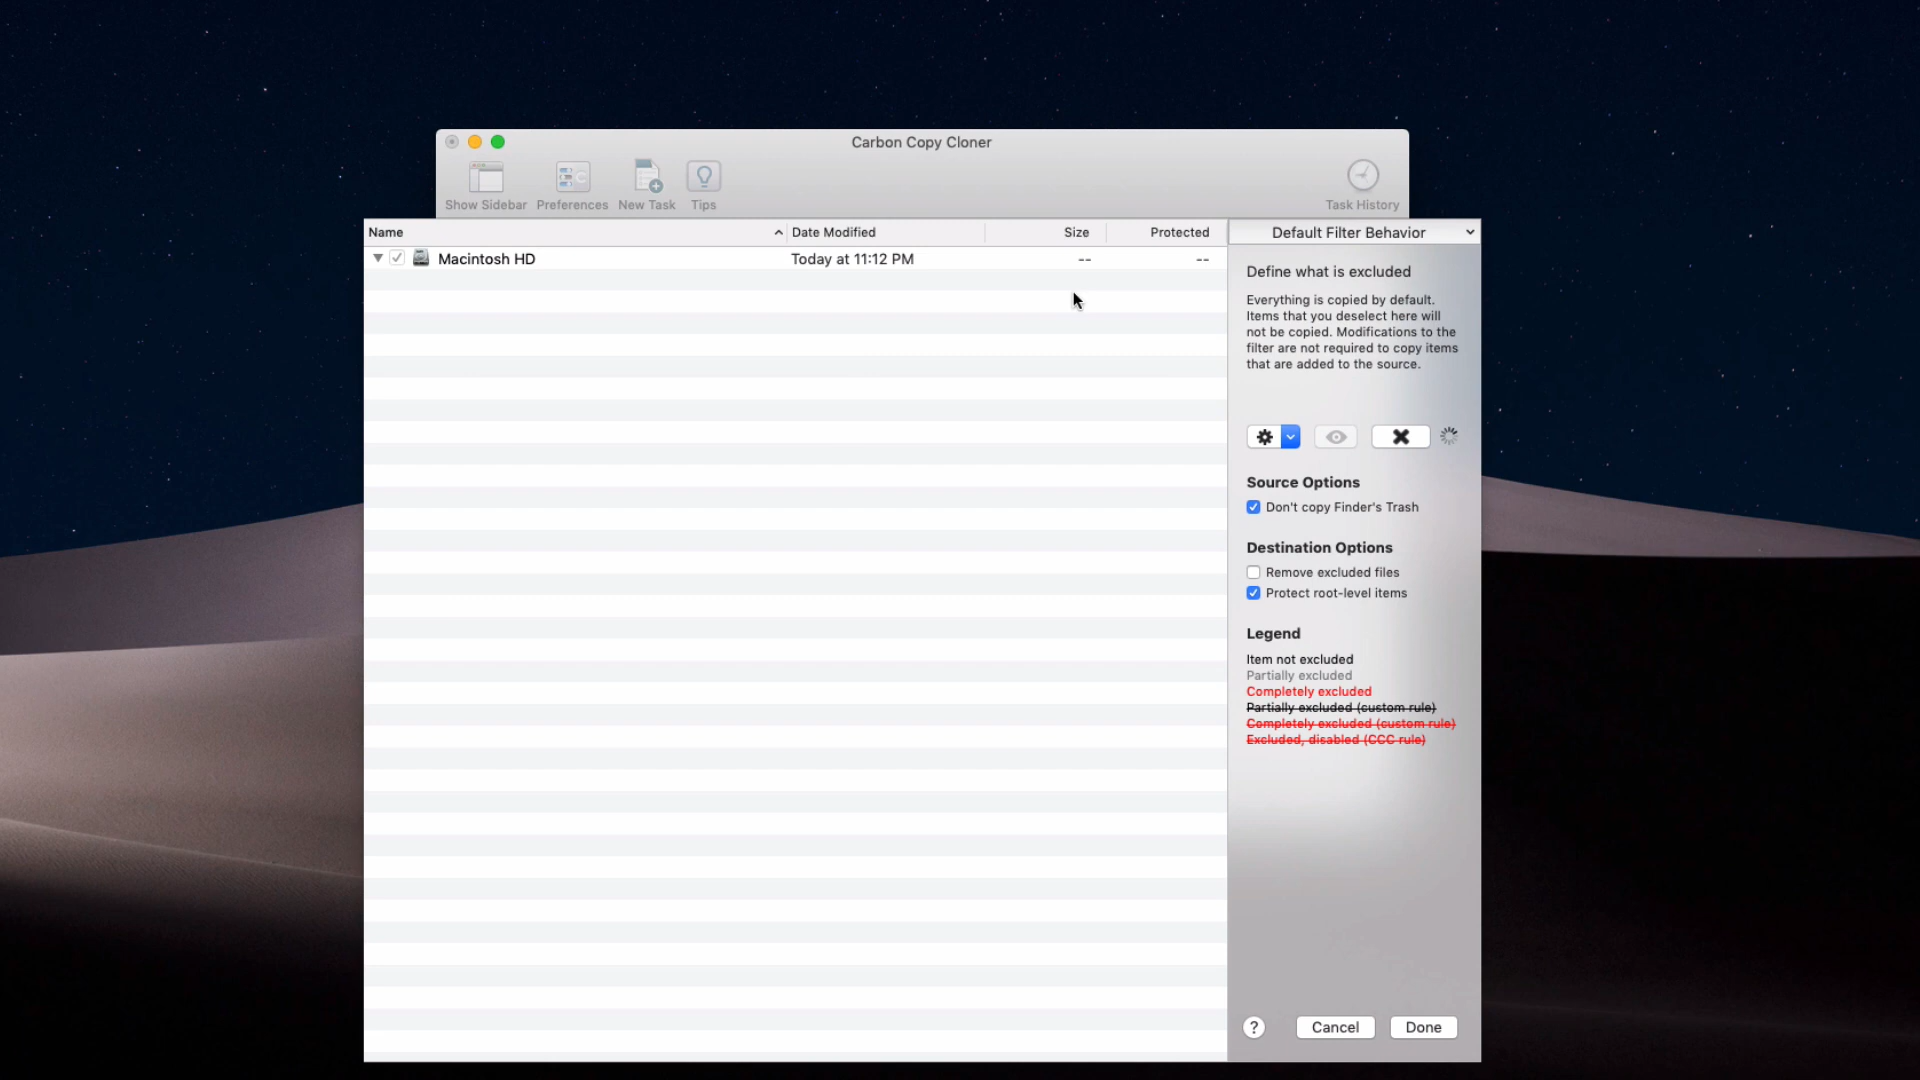 Carbon Copy Cloner
Show Sidebar Preferences New Task Tips Task History
Name Date Modified Size Protected Default Filter Behavior
Macintosh HD Today at 11:12 PM -- --
Define what is excluded
Everything is copied by default.
Items that you deselect here will
not be copied. Modifications to the
filter are not required to copy items
that are added to the source.
Source Options
Don't copy Finder's Trash
Destination Options
Remove excluded files
Protect root-level items
Legend
Item not excluded
Partially excluded
Completely excluded
Partially excluded (custom rule)
Completely excluded (custom rule)
Excluded, disabled (CCC rule)
? Cancel Done